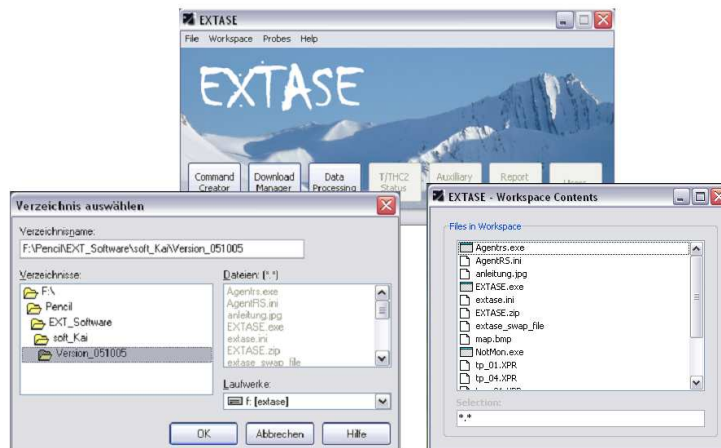 EXTASE
File Workspace Probes Help
EXTASE
Command Creator
Download Manager
Data Processing
T/THC2 Status
Auxiliary
Report
Verzeichnis auswählen
Verzeichnisname:
F:\Pencil\EXT_Software\soft_Kai\Version_051005
Verzeichnisse:
F:\
Pencil
EXT_Software
soft_Kai
Version_051005
Dateien: (*.*)
Agentrs.exe
AgentRS.ini
anleitung.jpg
EXTASE.exe
extase.ini
EXTASE.zip
extase_swap_file
Laufwerke:
f: [extase]
OK
Abbrechen
Hilfe
EXTASE - Workspace Contents
Files in Workspace
Agentrs.exe
AgentRS.ini
anleitung.jpg
EXTASE.exe
extase.ini
EXTASE.zip
extase_swap_file
map.bmp
NotMon.exe
tp_01.XPR
tp_04.XPR
Selection:
*.*